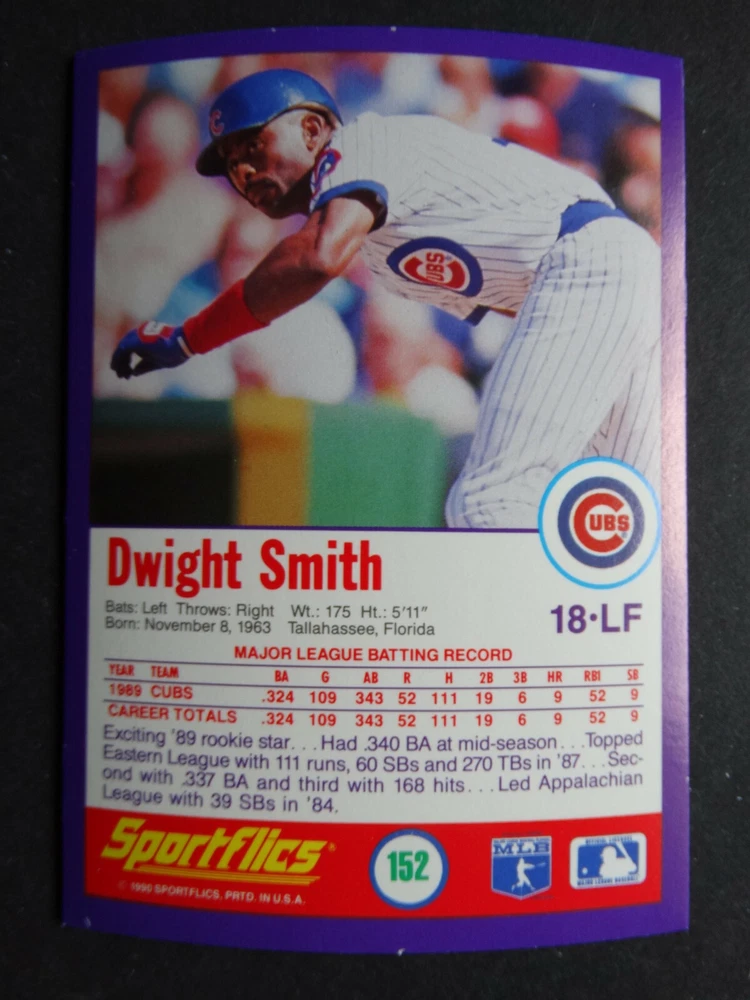 C
CUBS
CUBS
Dwight Smith
Bats: Left Throws: Right Wt.: 175 Ht.: 5'11"
Born: November 8, 1963 Tallahassee, Florida
18·LF
MAJOR LEAGUE BATTING RECORD
YEAR TEAM BA G AB R H 2B 3B HR RBI SB
1989 CUBS .324 109 343 52 111 19 6 9 52 9
CAREER TOTALS .324 109 343 52 111 19 6 9 52 9
Exciting '89 rookie star...Had .340 BA at mid-season...Topped
Eastern League with 111 runs, 60 SBs and 270 TBs in '87...Sec-
ond with .337 BA and third with 168 hits...Led Appalachian
League with 39 SBs in '84.
Sportflics®
© 1990 SPORTFLICS, PRTD. IN U.S.A.
152
MLB
MAJOR LEAGUE BASEBALL